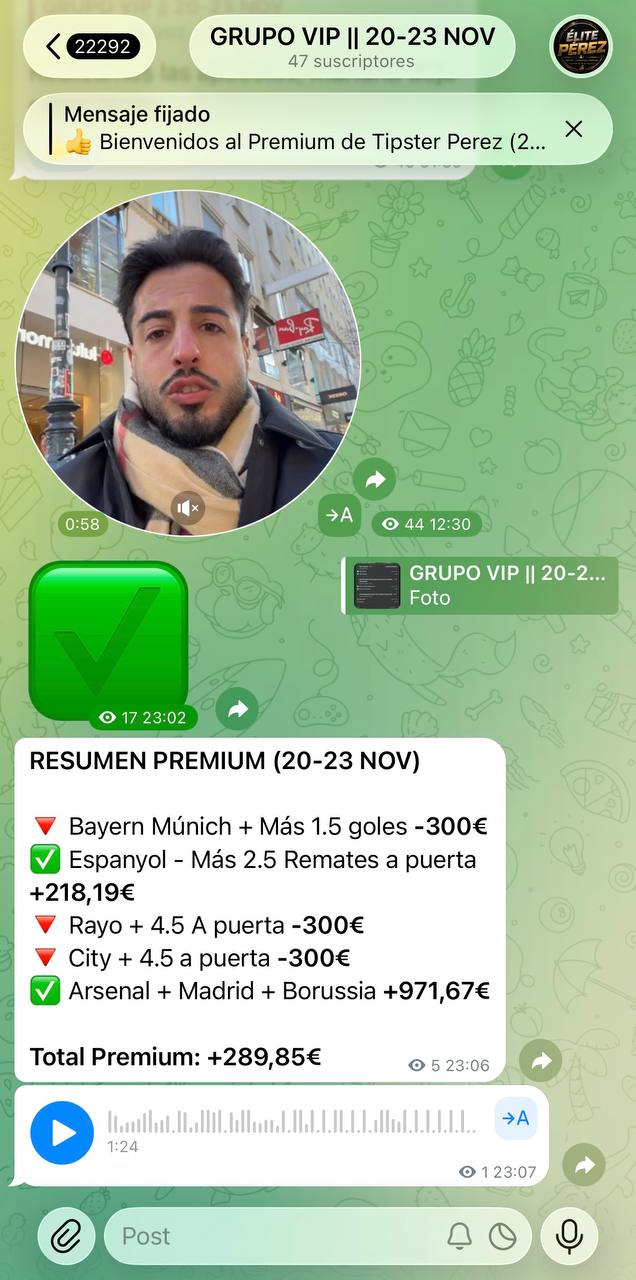 22292
GRUPO VIP || 20-23 NOV
47 suscriptores
ÉLITE
PÉREZ
Mensaje fijado
👍 Bienvenidos al Premium de Tipster Perez (2...
Ray-Ban
0:58
→A
44 12:30
GRUPO VIP || 20-2...
Foto
17 23:02
RESUMEN PREMIUM (20-23 NOV)
🔻 Bayern Múnich + Más 1.5 goles -300€
✅ Espanyol - Más 2.5 Remates a puerta
+218,19€
🔻 Rayo + 4.5 A puerta -300€
🔻 City + 4.5 a puerta -300€
✅ Arsenal + Madrid + Borussia +971,67€
Total Premium: +289,85€
5 23:06
→A
1:24
1 23:07
Post